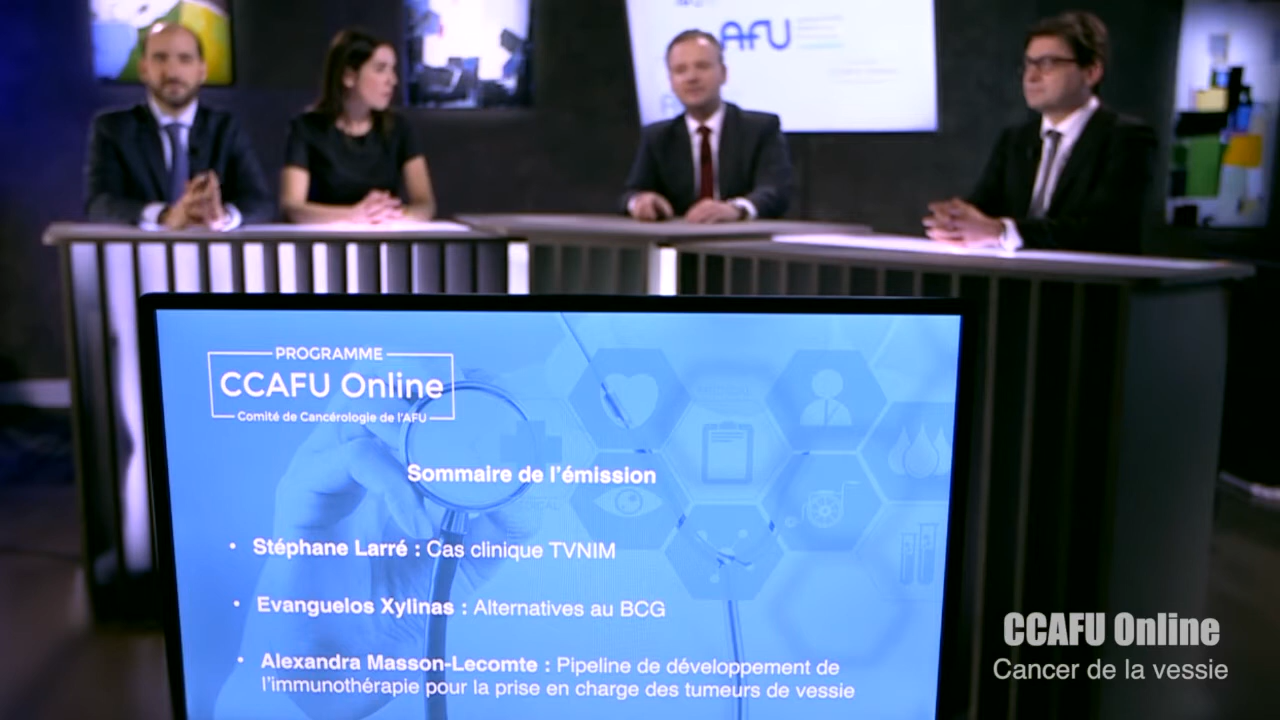 AFU
PROGRAMME
CCAFU Online
Comité de Cancérologie de l'AFU
Sommaire de l'émission
• Stéphane Larré : Cas clinique TVNIM
• Evanguelos Xylinas : Alternatives au BCG
• Alexandra Masson-Lecomte : Pipeline de développement de
l'immunothérapie pour la prise en charge des tumeurs de vessie
CCAFU Online
Cancer de la vessie